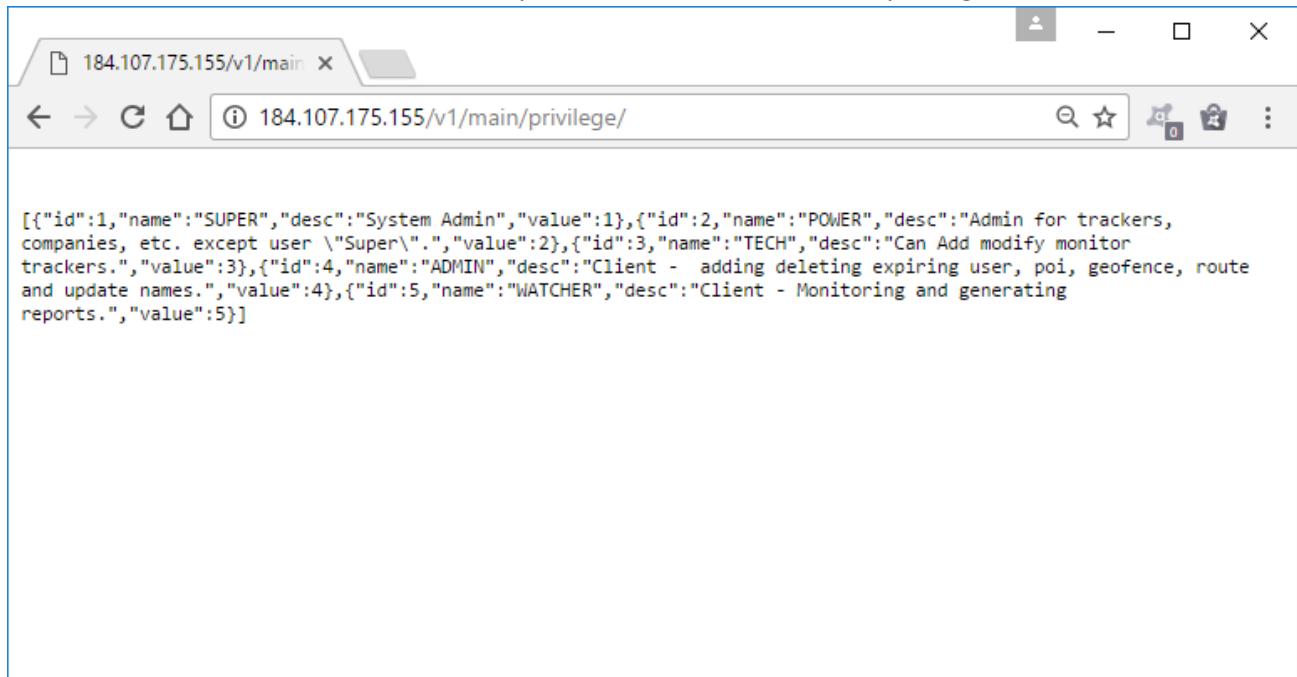 184.107.175.155/v1/main
184.107.175.155/v1/main/privilege/
0
[{"id":1,"name":"SUPER","desc":"System Admin","value":1},{"id":2,"name":"POWER","desc":"Admin for trackers,
companies, etc. except user \"Super\".","value":2},{"id":3,"name":"TECH","desc":"Can Add modify monitor
trackers.","value":3},{"id":4,"name":"ADMIN","desc":"Client -  adding deleting expiring user, poi, geofence, route
and update names.","value":4},{"id":5,"name":"WATCHER","desc":"Client - Monitoring and generating
reports.","value":5}]